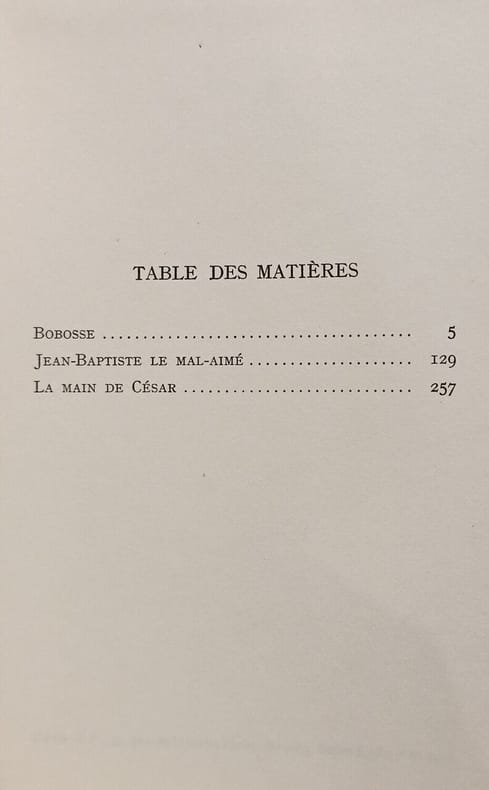 TABLE DES MATIÈRES
Bobosse ...................................... 5
Jean-Baptiste le mal-aimé ..................... 129
La main de César ............................. 257